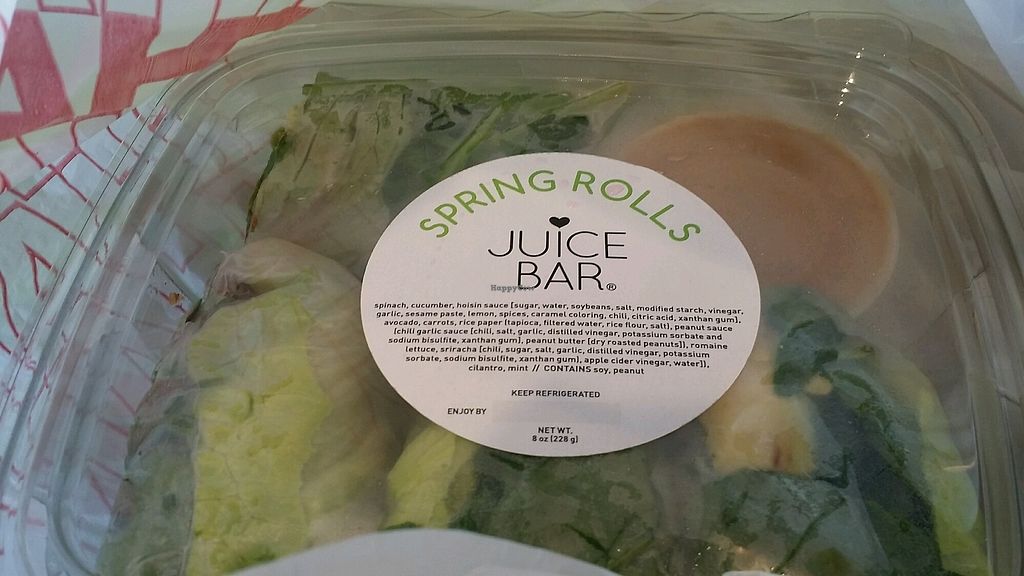 SPRING ROLLS
JUICE
BAR®
HappyCow
spinach, cucumber, hoisin sauce [sugar, water, soybeans, salt, modified starch, vinegar,
garlic, sesame paste, lemon, spices, caramel coloring, chili, citric acid, xanthan gum],
avocado, carrots, rice paper [tapioca, filtered water, rice flour, salt), peanut sauce
[chili garlic sauce [chili, salt, garlic, distilled vinegar, potassium sorbate and
sodium bisulfite, xanthan gum], peanut butter [dry roasted peanuts]), romaine
lettuce, sriracha [chili, sugar, salt, garlic, distilled vinegar, potassium
sorbate, sodium bisulfite, xanthan gum], apple cider vinegar, water]),
cilantro, mint // CONTAINS soy, peanut
KEEP REFRIGERATED
ENJOY BY
NET WT.
8 oz (228 g)